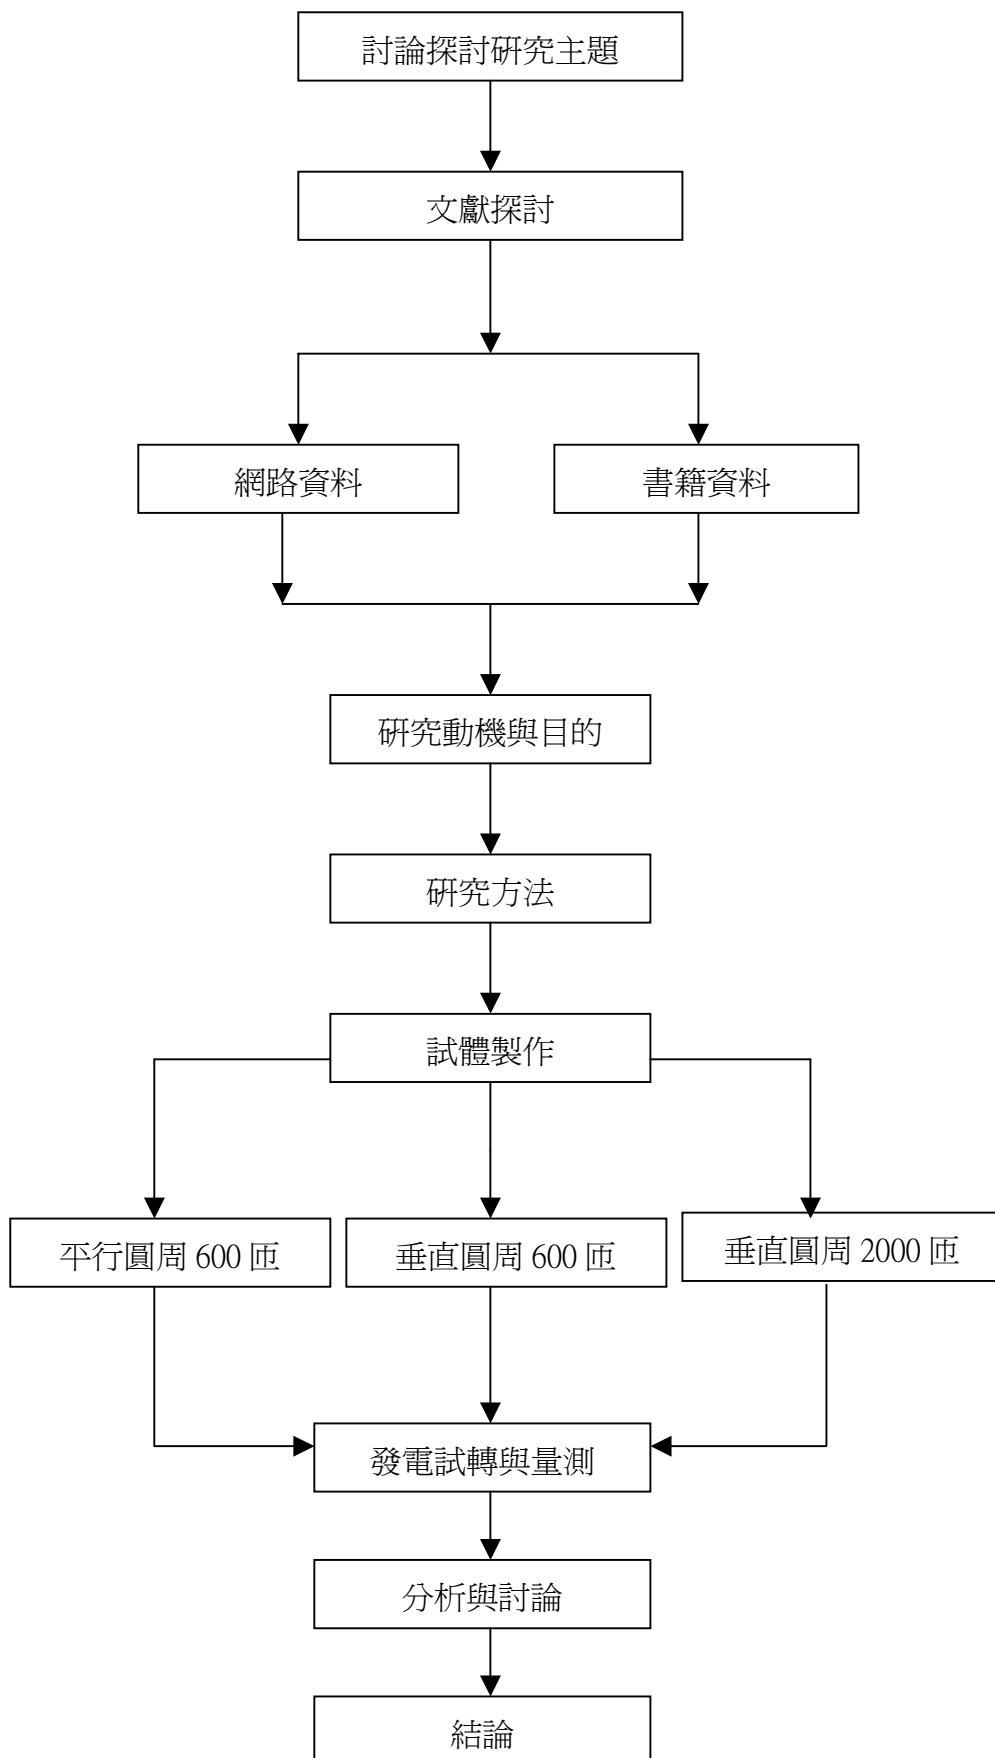 討論探討研究主題
文獻探討
網路資料
書籍資料
研究動機與目的
研究方法
試體製作
平行圓周 600 匝
垂直圓周 600 匝
垂直圓周 2000 匝
發電試轉與量測
分析與討論
結論